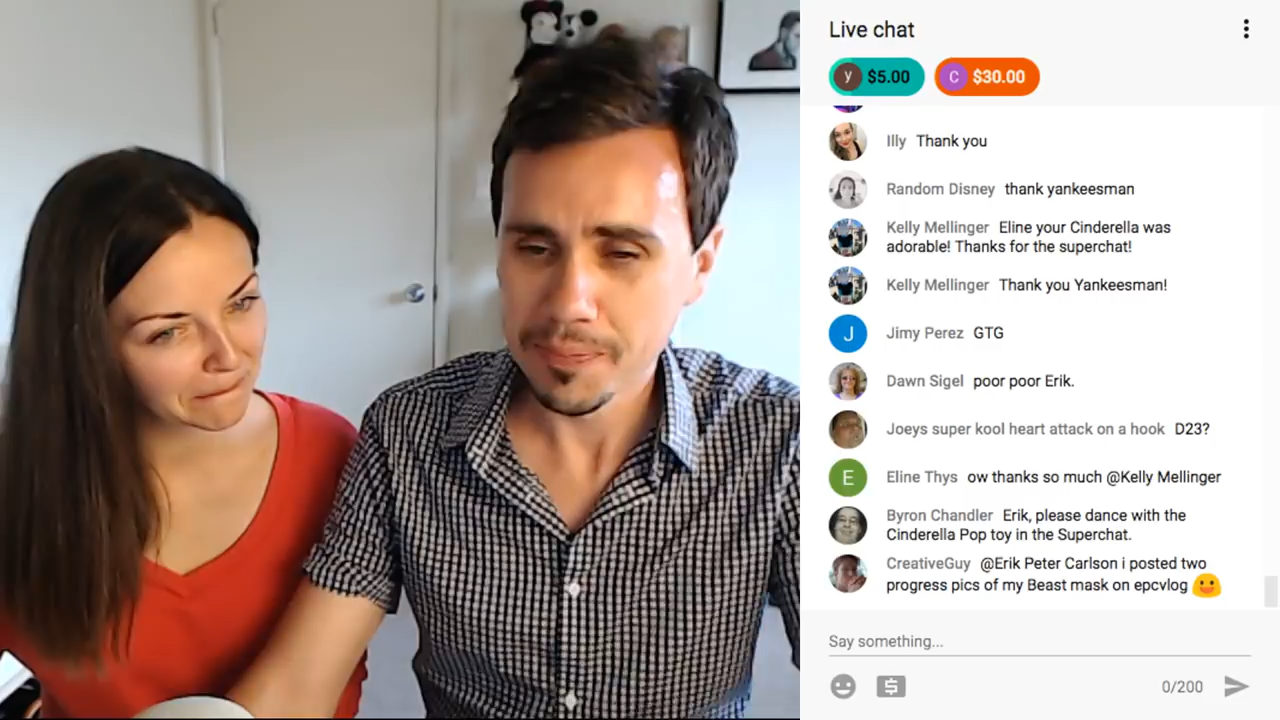 Live chat
y $5.00 C $30.00
Illy Thank you
Random Disney thank yankeesman
Kelly Mellinger Eline your Cinderella was
adorable! Thanks for the superchat!
Kelly Mellinger Thank you Yankeesman!
J Jimy Perez GTG
Dawn Sigel poor poor Erik.
Joeys super kool heart attack on a hook D23?
E Eline Thys ow thanks so much @Kelly Mellinger
Byron Chandler Erik, please dance with the
Cinderella Pop toy in the Superchat.
CreativeGuy @Erik Peter Carlson i posted two
progress pics of my Beast mask on epcvlog
Say something...
0/200